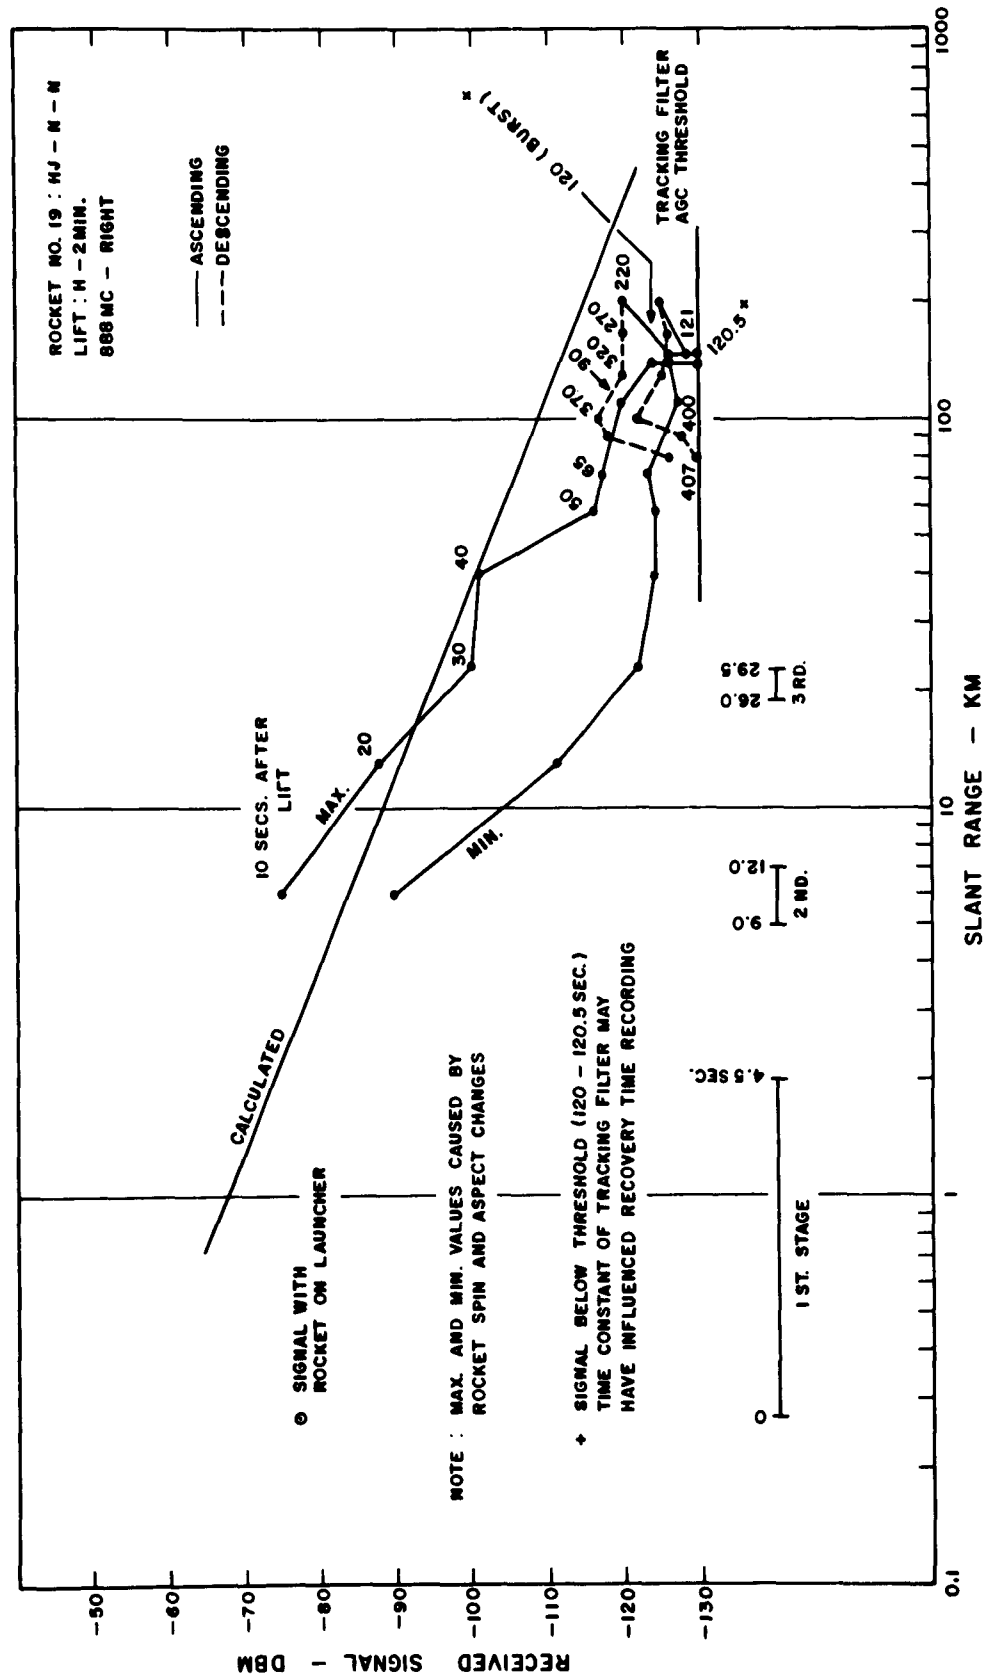 ROCKET NO. 19 : HJ - N - N
LIFT : H - 2 MIN.
888 MC - RIGHT
ASCENDING
DESCENDING
RECEIVED SIGNAL - DBM
-50
-60
-70
-80
-90
-100
-110
-120
-130
CALCULATED
10 SECS. AFTER
LIFT
MAX.
MIN.
20
30
40
50
65
370
90
320
270
220
120 (BURST) *
TRACKING FILTER
AGC THRESHOLD
121
120.5 *
400
407
⊙ SIGNAL WITH
ROCKET ON LAUNCHER
NOTE : MAX. AND MIN. VALUES CAUSED BY
ROCKET SPIN AND ASPECT CHANGES
+ SIGNAL BELOW THRESHOLD (120 - 120.5 SEC.)
TIME CONSTANT OF TRACKING FILTER MAY
HAVE INFLUENCED RECOVERY TIME RECORDING
0
4.5 SEC.
1 ST. STAGE
9.0
12.0
2 ND.
26.0
29.5
3 RD.
0.1
1
10
100
1000
SLANT RANGE - KM